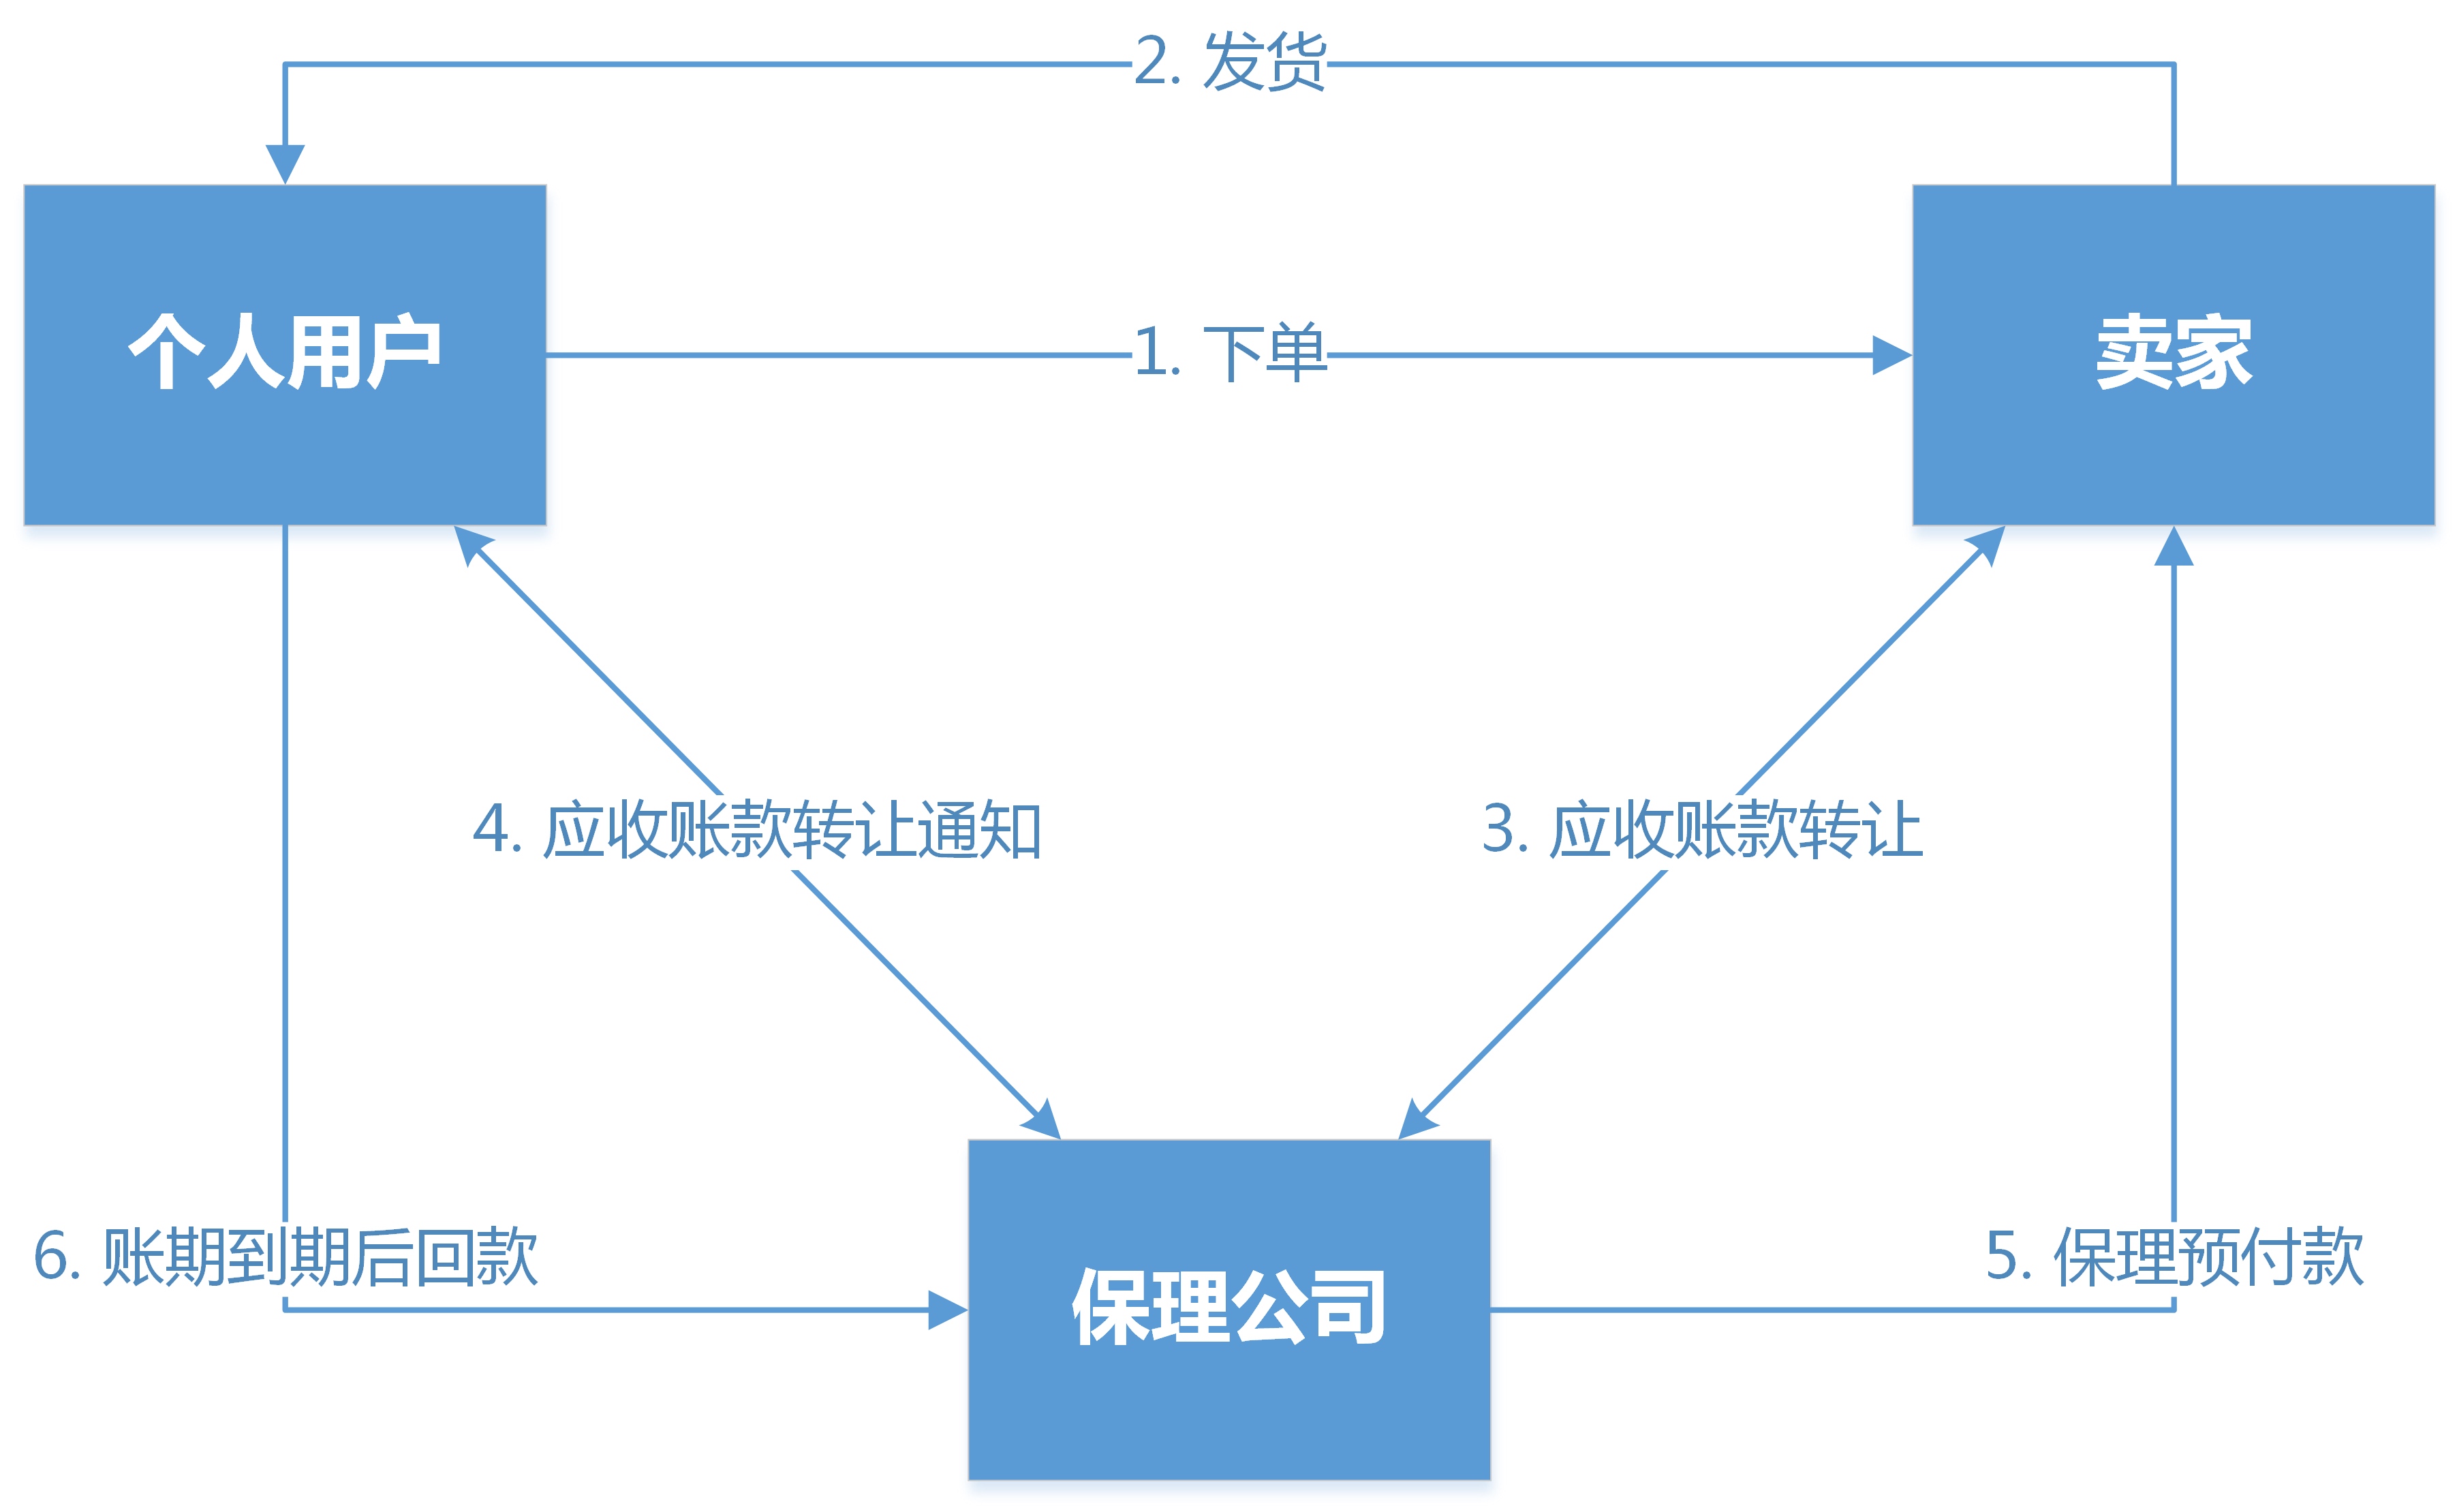 2. 发货
个人用户
1. 下单
卖家
4. 应收账款转让通知
3. 应收账款转让
6. 账期到期后回款
5. 保理预付款
保理公司